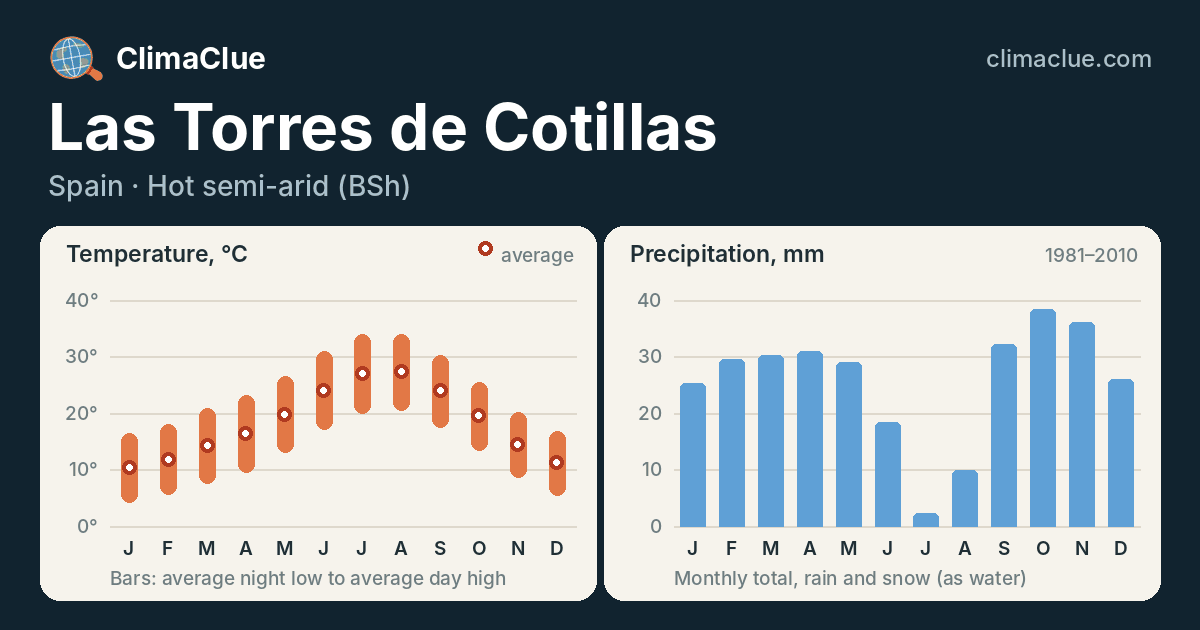 ClimaClue
climaclue.com
Las Torres de Cotillas
Spain · Hot semi-arid (BSh)
Temperature, °C
average
40°
30°
20°
10°
0°
J F M A M J J A S O N D
Bars: average night low to average day high
Precipitation, mm
1981–2010
40
30
20
10
0
J F M A M J J A S O N D
Monthly total, rain and snow (as water)